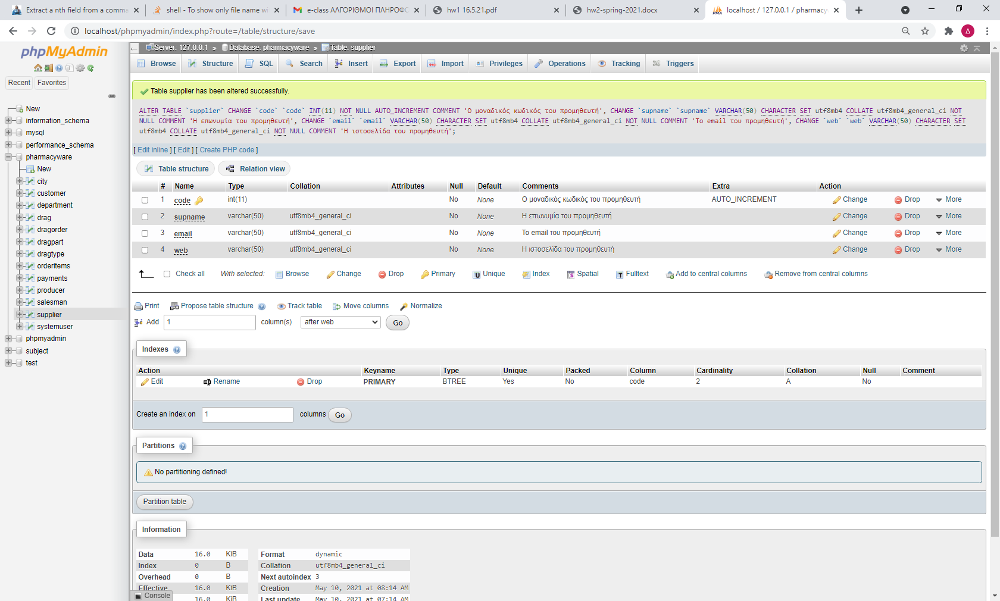 Extract a nth field from a comma
shell - To show only file name wi
e-class ΑΛΓΟΡΙΘΜΟΙ ΠΛΗΡΟΦΟ
hw1 16.5.21.pdf
hw2-spring-2021.docx
localhost / 127.0.0.1 / pharmacy
localhost/phpmyadmin/index.php?route=/table/structure/save
Δ
phpMyAdmin
Recent Favorites
New
information_schema
mysql
performance_schema
pharmacyware
New
city
customer
department
drag
dragorder
dragpart
dragtype
orderitems
payments
producer
salesman
supplier
systemuser
phpmyadmin
subject
test
Server: 127.0.0.1 » Database: pharmacyware » Table: supplier
Browse Structure SQL Search Insert Export Import Privileges Operations Tracking Triggers
Table supplier has been altered successfully.
ALTER TABLE `supplier` CHANGE `code` `code` INT(11) NOT NULL AUTO_INCREMENT COMMENT 'Ο μοναδικός κωδικός του προμηθευτή', CHANGE `supname` `supname` VARCHAR(50) CHARACTER SET utf8mb4 COLLATE utf8mb4_general_ci NOT
NULL COMMENT 'Η επωνυμία του προμηθευτή', CHANGE `email` `email` VARCHAR(50) CHARACTER SET utf8mb4 COLLATE utf8mb4_general_ci NOT NULL COMMENT 'Το email του προμηθευτή', CHANGE `web` `web` VARCHAR(50) CHARACTER SET
utf8mb4 COLLATE utf8mb4_general_ci NOT NULL COMMENT 'Η ιστοσελίδα του προμηθευτή';
[ Edit inline ] [ Edit ] [ Create PHP code ]
Table structure Relation view
# Name Type Collation Attributes Null Default Comments Extra Action
1 code int(11) No None Ο μοναδικός κωδικός του προμηθευτή AUTO_INCREMENT Change Drop More
2 supname varchar(50) utf8mb4_general_ci No None Η επωνυμία του προμηθευτή Change Drop More
3 email varchar(50) utf8mb4_general_ci No None Το email του προμηθευτή Change Drop More
4 web varchar(50) utf8mb4_general_ci No None Η ιστοσελίδα του προμηθευτή Change Drop More
Check all With selected: Browse Change Drop Primary Unique Index Spatial Fulltext Add to central columns Remove from central columns
Print Propose table structure Track table Move columns Normalize
Add 1 column(s) after web Go
Indexes
Action Keyname Type Unique Packed Column Cardinality Collation Null Comment
Edit Rename Drop PRIMARY BTREE Yes No code 2 A No
Create an index on 1 columns Go
Partitions
No partitioning defined!
Partition table
Information
Data 16.0 KiB Format dynamic
Index 0 B Collation utf8mb4_general_ci
Overhead 0 B Next autoindex 3
Effective 16.0 KiB Creation May 10, 2021 at 08:14 AM
Console 16.0 KiB Last update May 10, 2021 at 07:14 AM